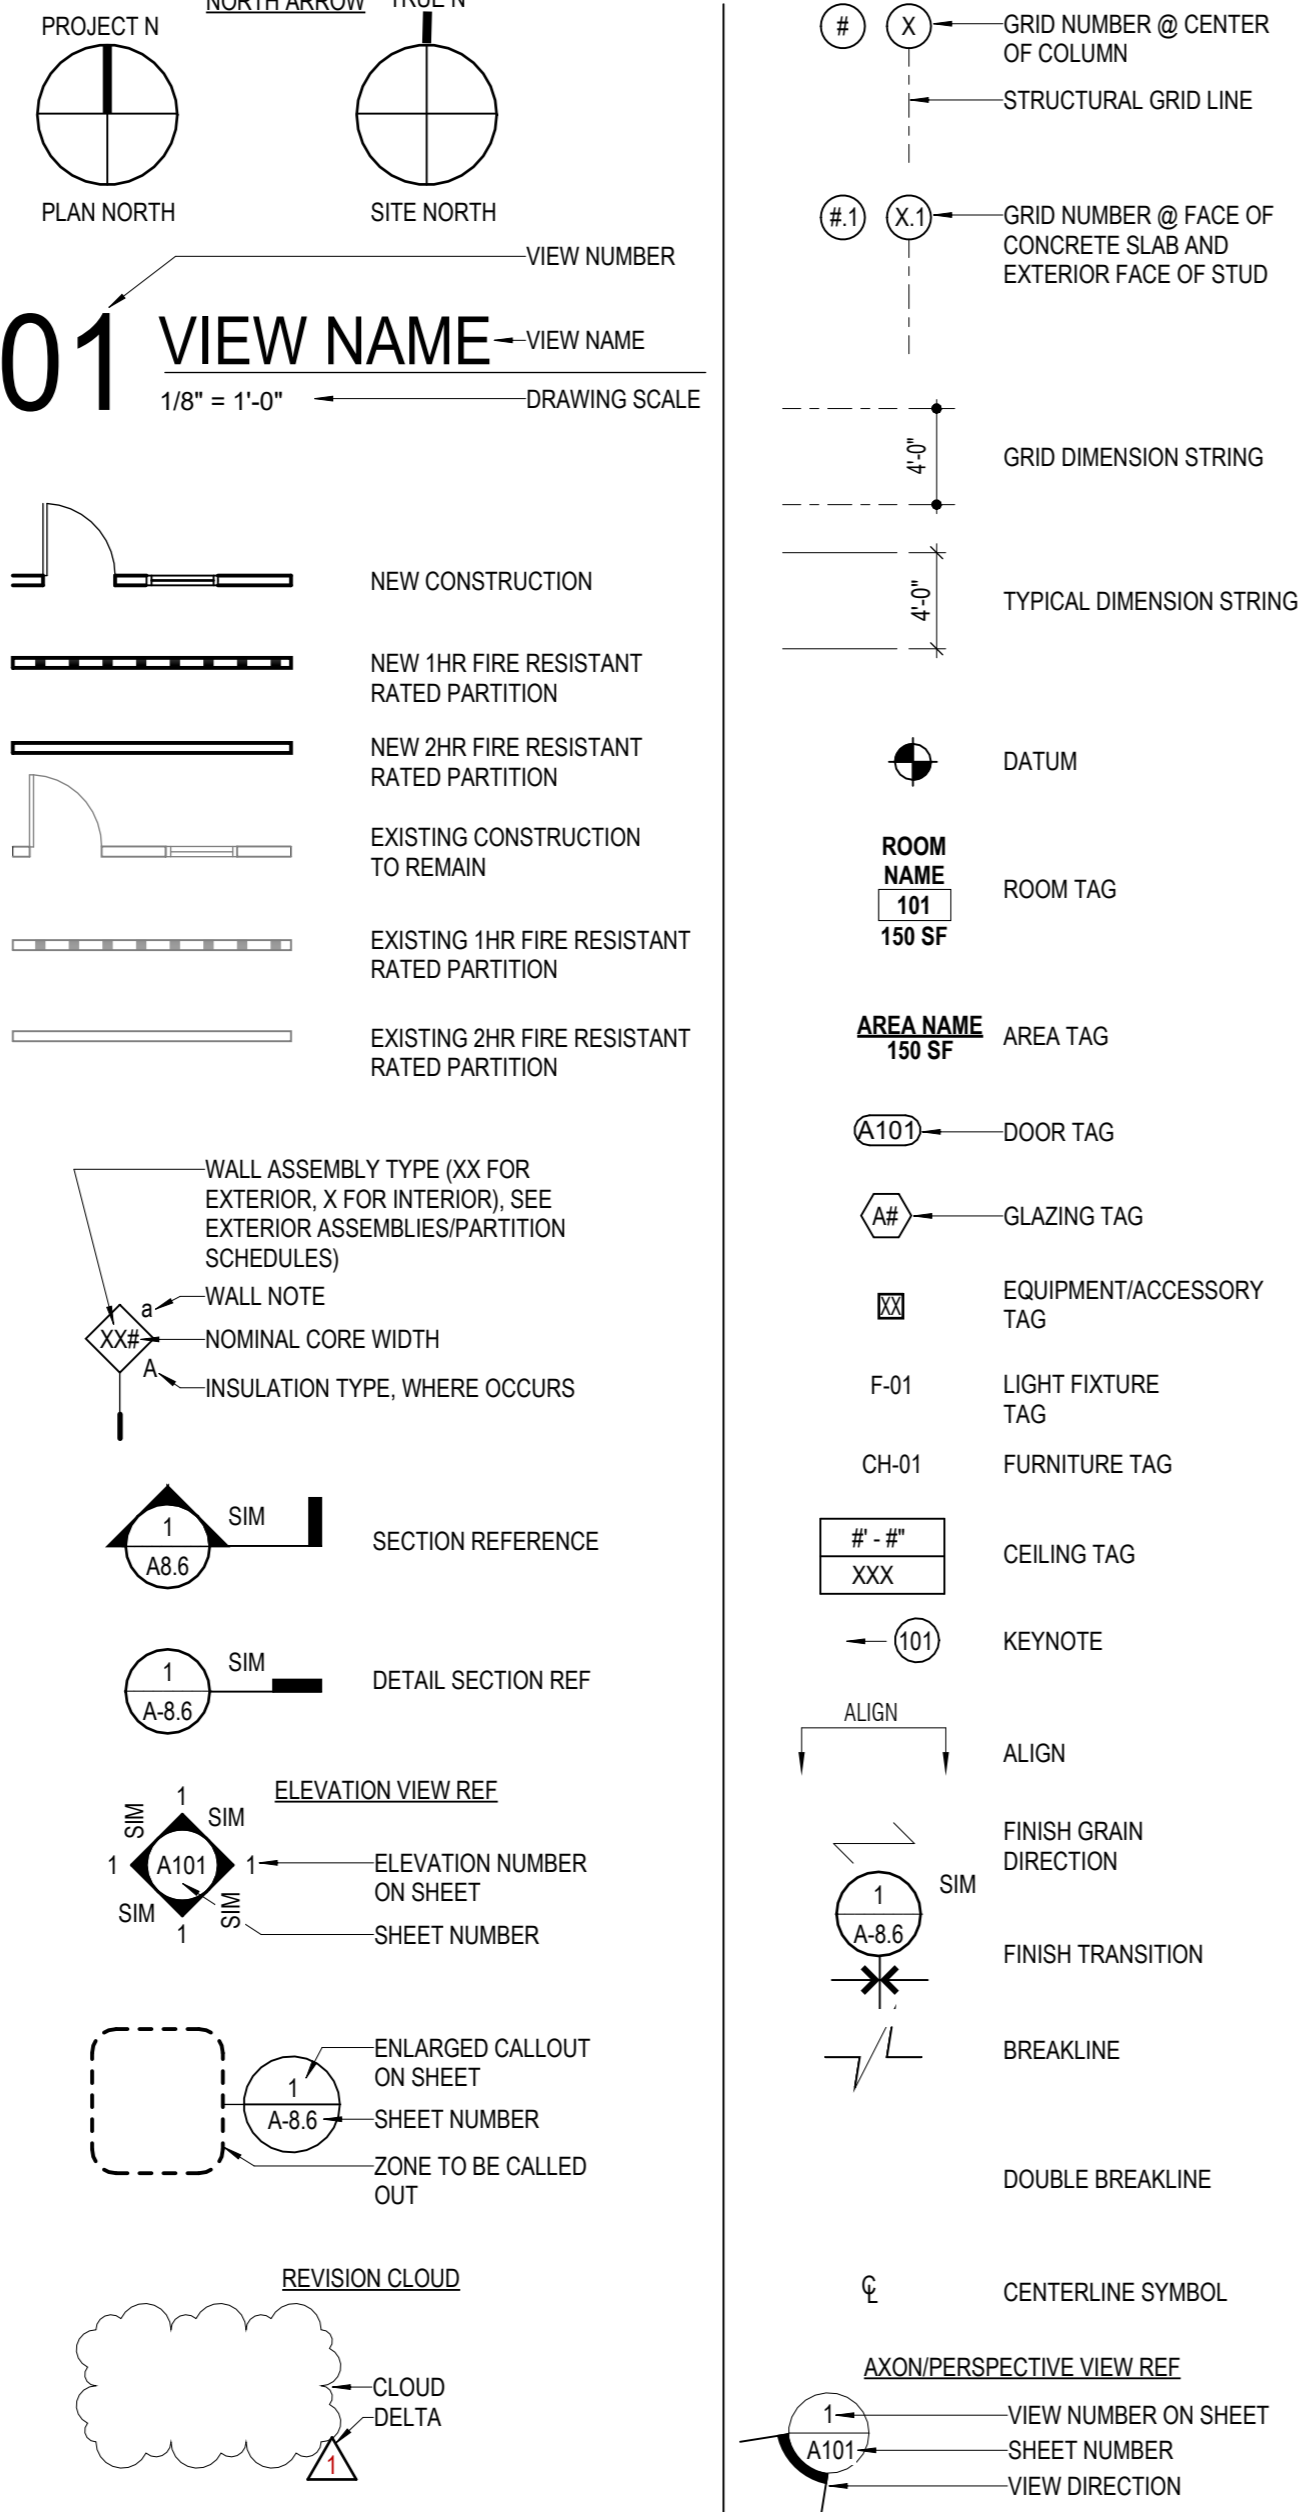 NORTH ARROW
PROJECT N
TRUE N
PLAN NORTH
SITE NORTH
VIEW NUMBER
01
VIEW NAME
VIEW NAME
1/8" = 1'-0"
DRAWING SCALE
NEW CONSTRUCTION
NEW 1HR FIRE RESISTANT
RATED PARTITION
NEW 2HR FIRE RESISTANT
RATED PARTITION
EXISTING CONSTRUCTION
TO REMAIN
EXISTING 1HR FIRE RESISTANT
RATED PARTITION
EXISTING 2HR FIRE RESISTANT
RATED PARTITION
WALL ASSEMBLY TYPE (XX FOR
EXTERIOR, X FOR INTERIOR), SEE
EXTERIOR ASSEMBLIES/PARTITION
SCHEDULES)
a
WALL NOTE
XX#
NOMINAL CORE WIDTH
A
INSULATION TYPE, WHERE OCCURS
1
SIM
A8.6
SECTION REFERENCE
1
SIM
A-8.6
DETAIL SECTION REF
ELEVATION VIEW REF
1
SIM
SIM
1
A101
1
ELEVATION NUMBER
ON SHEET
SIM
SIM
1
SHEET NUMBER
ENLARGED CALLOUT
ON SHEET
1
A-8.6
SHEET NUMBER
ZONE TO BE CALLED
OUT
REVISION CLOUD
CLOUD
DELTA
1
# X
GRID NUMBER @ CENTER
OF COLUMN
STRUCTURAL GRID LINE
#.1 X.1
GRID NUMBER @ FACE OF
CONCRETE SLAB AND
EXTERIOR FACE OF STUD
4'-0"
GRID DIMENSION STRING
4'-0"
TYPICAL DIMENSION STRING
DATUM
ROOM
NAME
101
150 SF
ROOM TAG
AREA NAME
150 SF
AREA TAG
A101
DOOR TAG
A#
GLAZING TAG
XX
EQUIPMENT/ACCESSORY
TAG
F-01
LIGHT FIXTURE
TAG
CH-01
FURNITURE TAG
#' - #"
XXX
CEILING TAG
101
KEYNOTE
ALIGN
ALIGN
FINISH GRAIN
DIRECTION
1
SIM
A-8.6
FINISH TRANSITION
BREAKLINE
DOUBLE BREAKLINE
℄
CENTERLINE SYMBOL
AXON/PERSPECTIVE VIEW REF
1
VIEW NUMBER ON SHEET
A101
SHEET NUMBER
VIEW DIRECTION